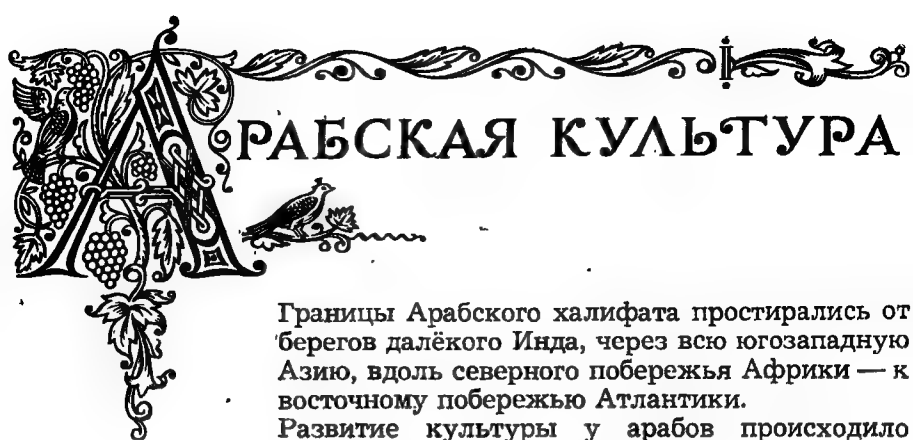 АРАБСКАЯ КУЛЬТУРА
Границы Арабского халифата простирались от
берегов далёкого Инда, через всю югозападную
Азию, вдоль северного побережья Африки — к
восточному побережью Атлантики.
Развитие культуры у арабов происходило